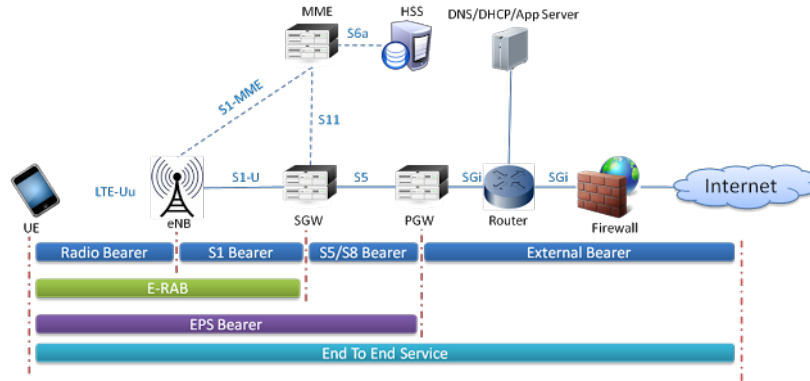 MME
HSS
DNS/DHCP/App Server
S6a
S1-MME
S11
LTE-Uu
S1-U
S5
SGi
SGi
Internet
UE
eNB
SGW
PGW
Router
Firewall
Radio Bearer
S1 Bearer
S5/S8 Bearer
External Bearer
E-RAB
EPS Bearer
End To End Service